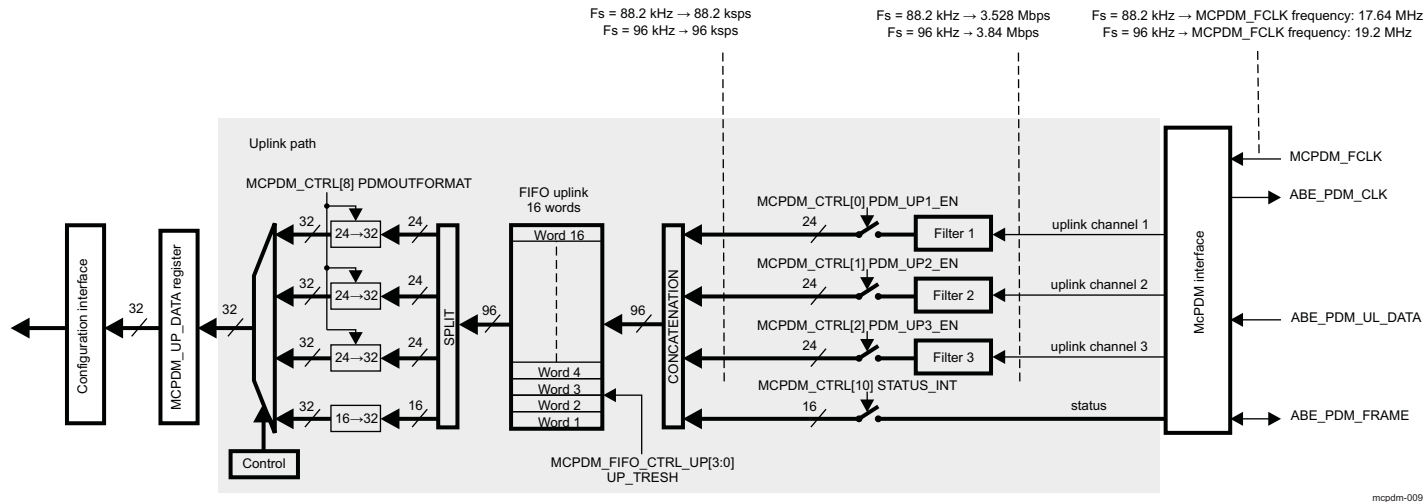 Fs = 88.2 kHz → 88.2 ksps
Fs = 96 kHz → 96 ksps
Fs = 88.2 kHz → 3.528 Mbps
Fs = 96 kHz → 3.84 Mbps
Fs = 88.2 kHz → MCPDM_FCLK frequency: 17.64 MHz
Fs = 96 kHz → MCPDM_FCLK frequency: 19.2 MHz
Uplink path
MCPDM_CTRL[8] PDMOUTFORMAT
FIFO uplink
16 words
Configuration interface
32
MCPDM_UP_DATA register
32
32
24→32
24
32
24→32
24
32
24→32
24
32
16→32
16
Control
SPLIT
96
Word 16
Word 4
Word 3
Word 2
Word 1
MCPDM_FIFO_CTRL_UP[3:0]
UP_TRESH
96
CONCATENATION
MCPDM_CTRL[0] PDM_UP1_EN
24
Filter 1
uplink channel 1
MCPDM_CTRL[1] PDM_UP2_EN
24
Filter 2
uplink channel 2
MCPDM_CTRL[2] PDM_UP3_EN
24
Filter 3
uplink channel 3
MCPDM_CTRL[10] STATUS_INT
16
status
McPDM interface
MCPDM_FCLK
ABE_PDM_CLK
ABE_PDM_UL_DATA
ABE_PDM_FRAME
mcpdm-009